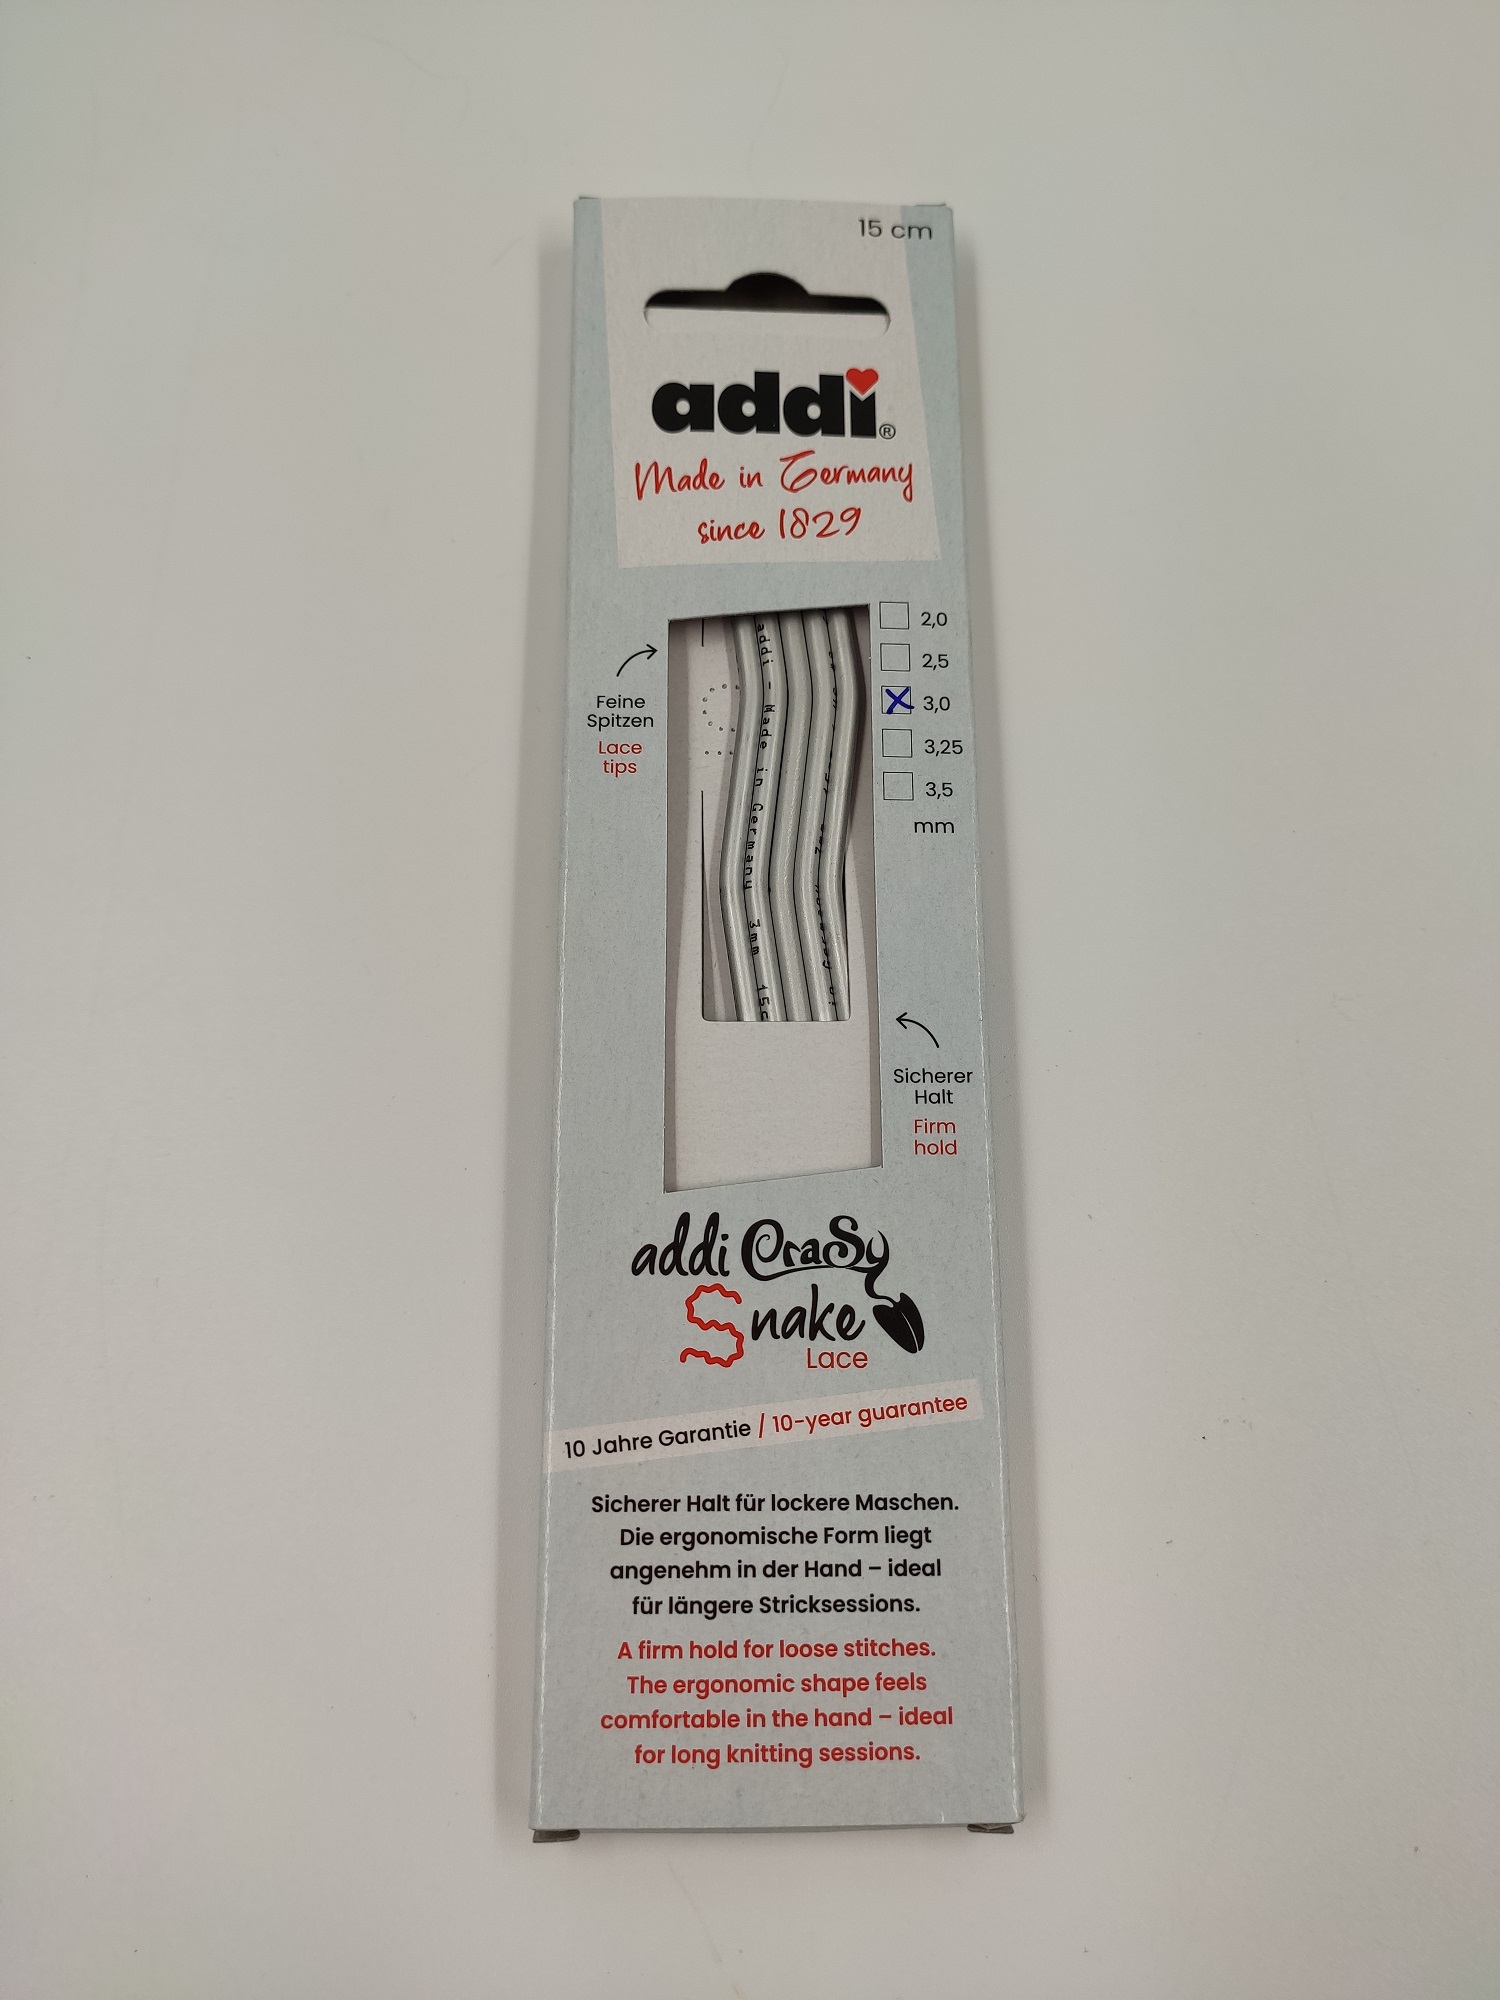 15 cm
addi®
Made in Germany
since 1829
2,0
2,5
3,0
3,25
3,5
mm
Feine
Spitzen
Lace
tips
addi - Made in Germany 3mm 15c
in Germany
Sicherer
Halt
Firm
hold
addi CraSy
Snake
Lace
10 Jahre Garantie / 10-year guarantee
Sicherer Halt für lockere Maschen.
Die ergonomische Form liegt
angenehm in der Hand – ideal
für längere Stricksessions.
A firm hold for loose stitches.
The ergonomic shape feels
comfortable in the hand – ideal
for long knitting sessions.